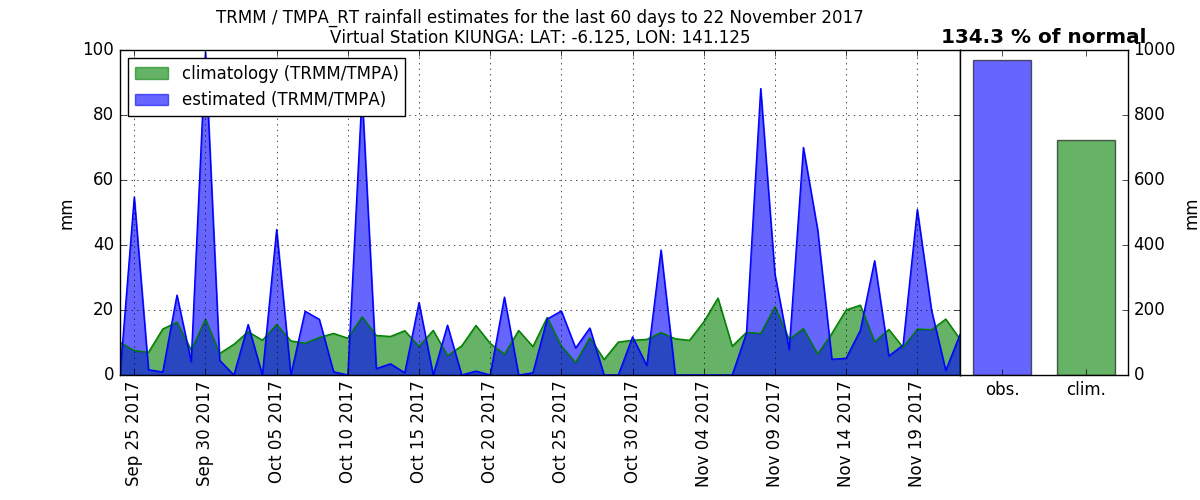 TRMM / TMPA_RT rainfall estimates for the last 60 days to 22 November 2017
Virtual Station KIUNGA: LAT: -6.125, LON: 141.125
134.3 % of normal
climatology (TRMM/TMPA)
estimated (TRMM/TMPA)
100
80
60
40
20
0
mm
1000
800
600
400
200
0
mm
Sep 25 2017
Sep 30 2017
Oct 05 2017
Oct 10 2017
Oct 15 2017
Oct 20 2017
Oct 25 2017
Oct 30 2017
Nov 04 2017
Nov 09 2017
Nov 14 2017
Nov 19 2017
obs.
clim.